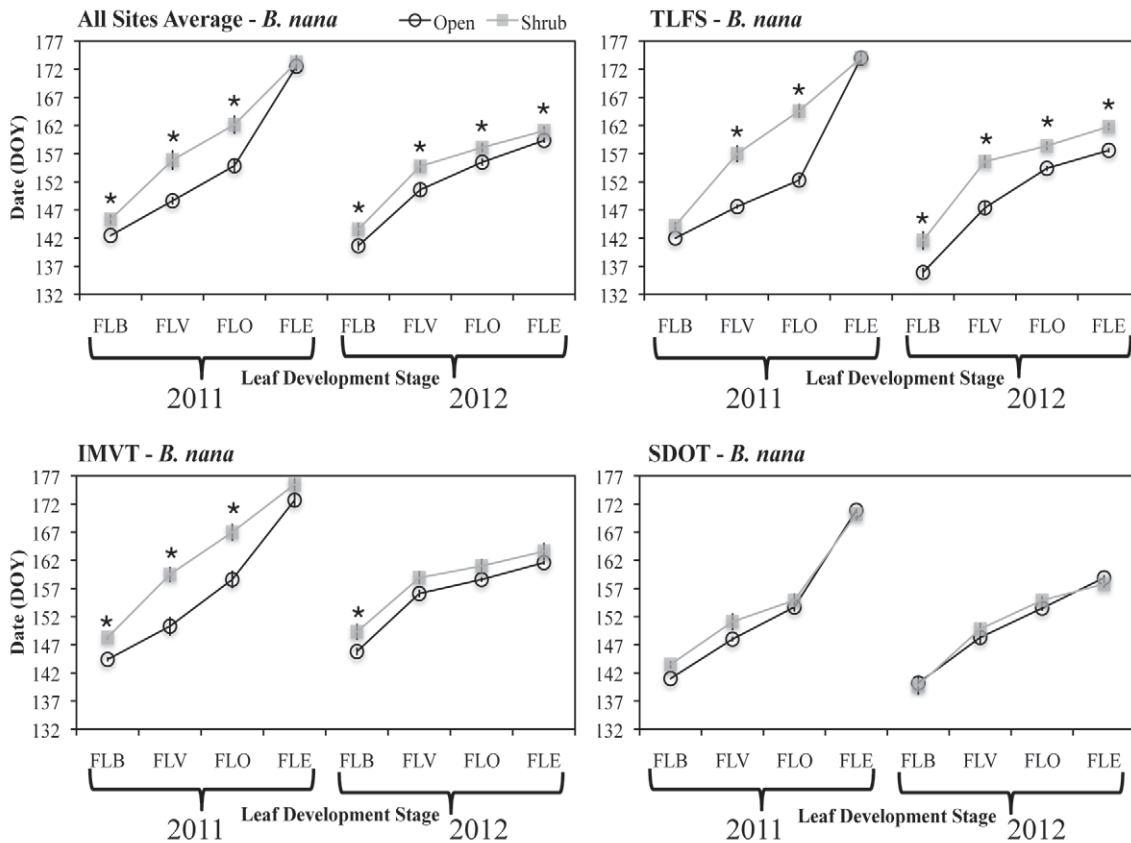 All Sites Average - B. nana
Open Shrub
Date (DOY)
177
172
167
162
157
152
147
142
137
132
* * * * * * *
FLB FLV FLO FLE FLB FLV FLO FLE
Leaf Development Stage
2011 2012
TLFS - B. nana
177
172
167
162
157
152
147
142
137
132
* * * * * *
FLB FLV FLO FLE FLB FLV FLO FLE
Leaf Development Stage
2011 2012
IMVT - B. nana
Date (DOY)
177
172
167
162
157
152
147
142
137
132
* * * *
FLB FLV FLO FLE FLB FLV FLO FLE
Leaf Development Stage
2011 2012
SDOT - B. nana
177
172
167
162
157
152
147
142
137
132
FLB FLV FLO FLE FLB FLV FLO FLE
Leaf Development Stage
2011 2012